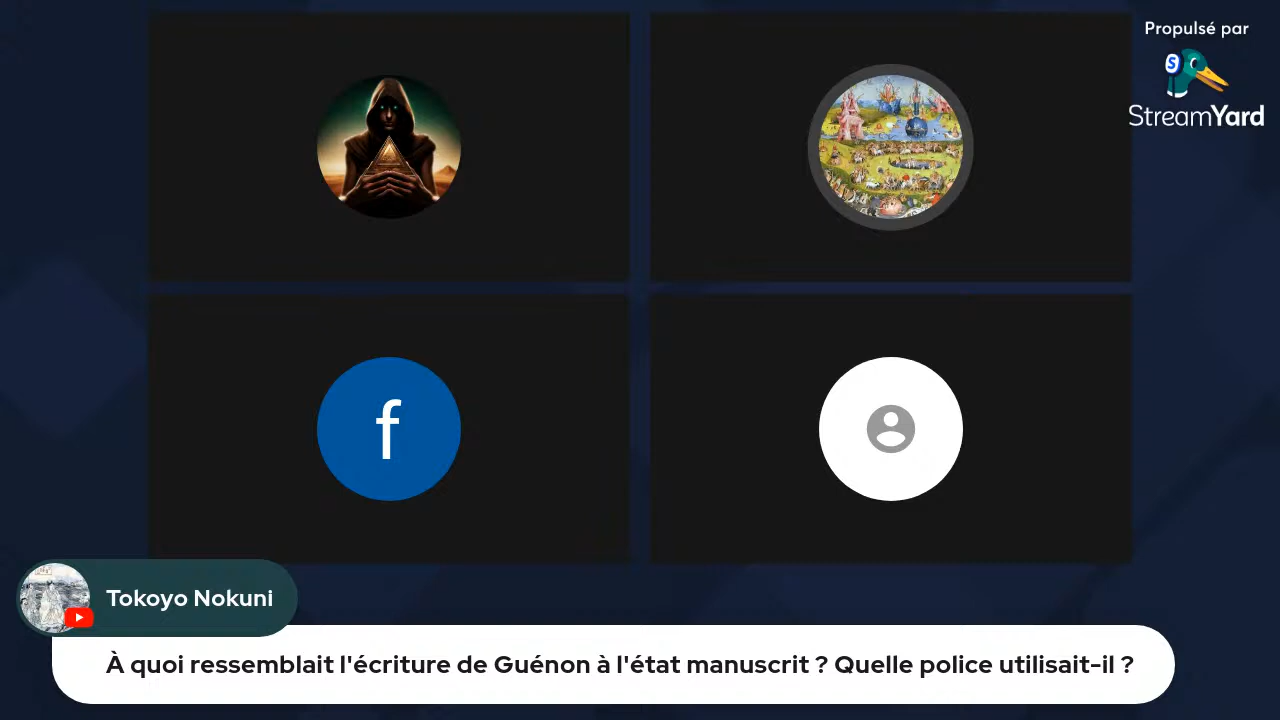 Propulsé par
StreamYard
f
Tokoyo Nokuni
À quoi ressemblait l'écriture de Guénon à l'état manuscrit ? Quelle police utilisait-il ?